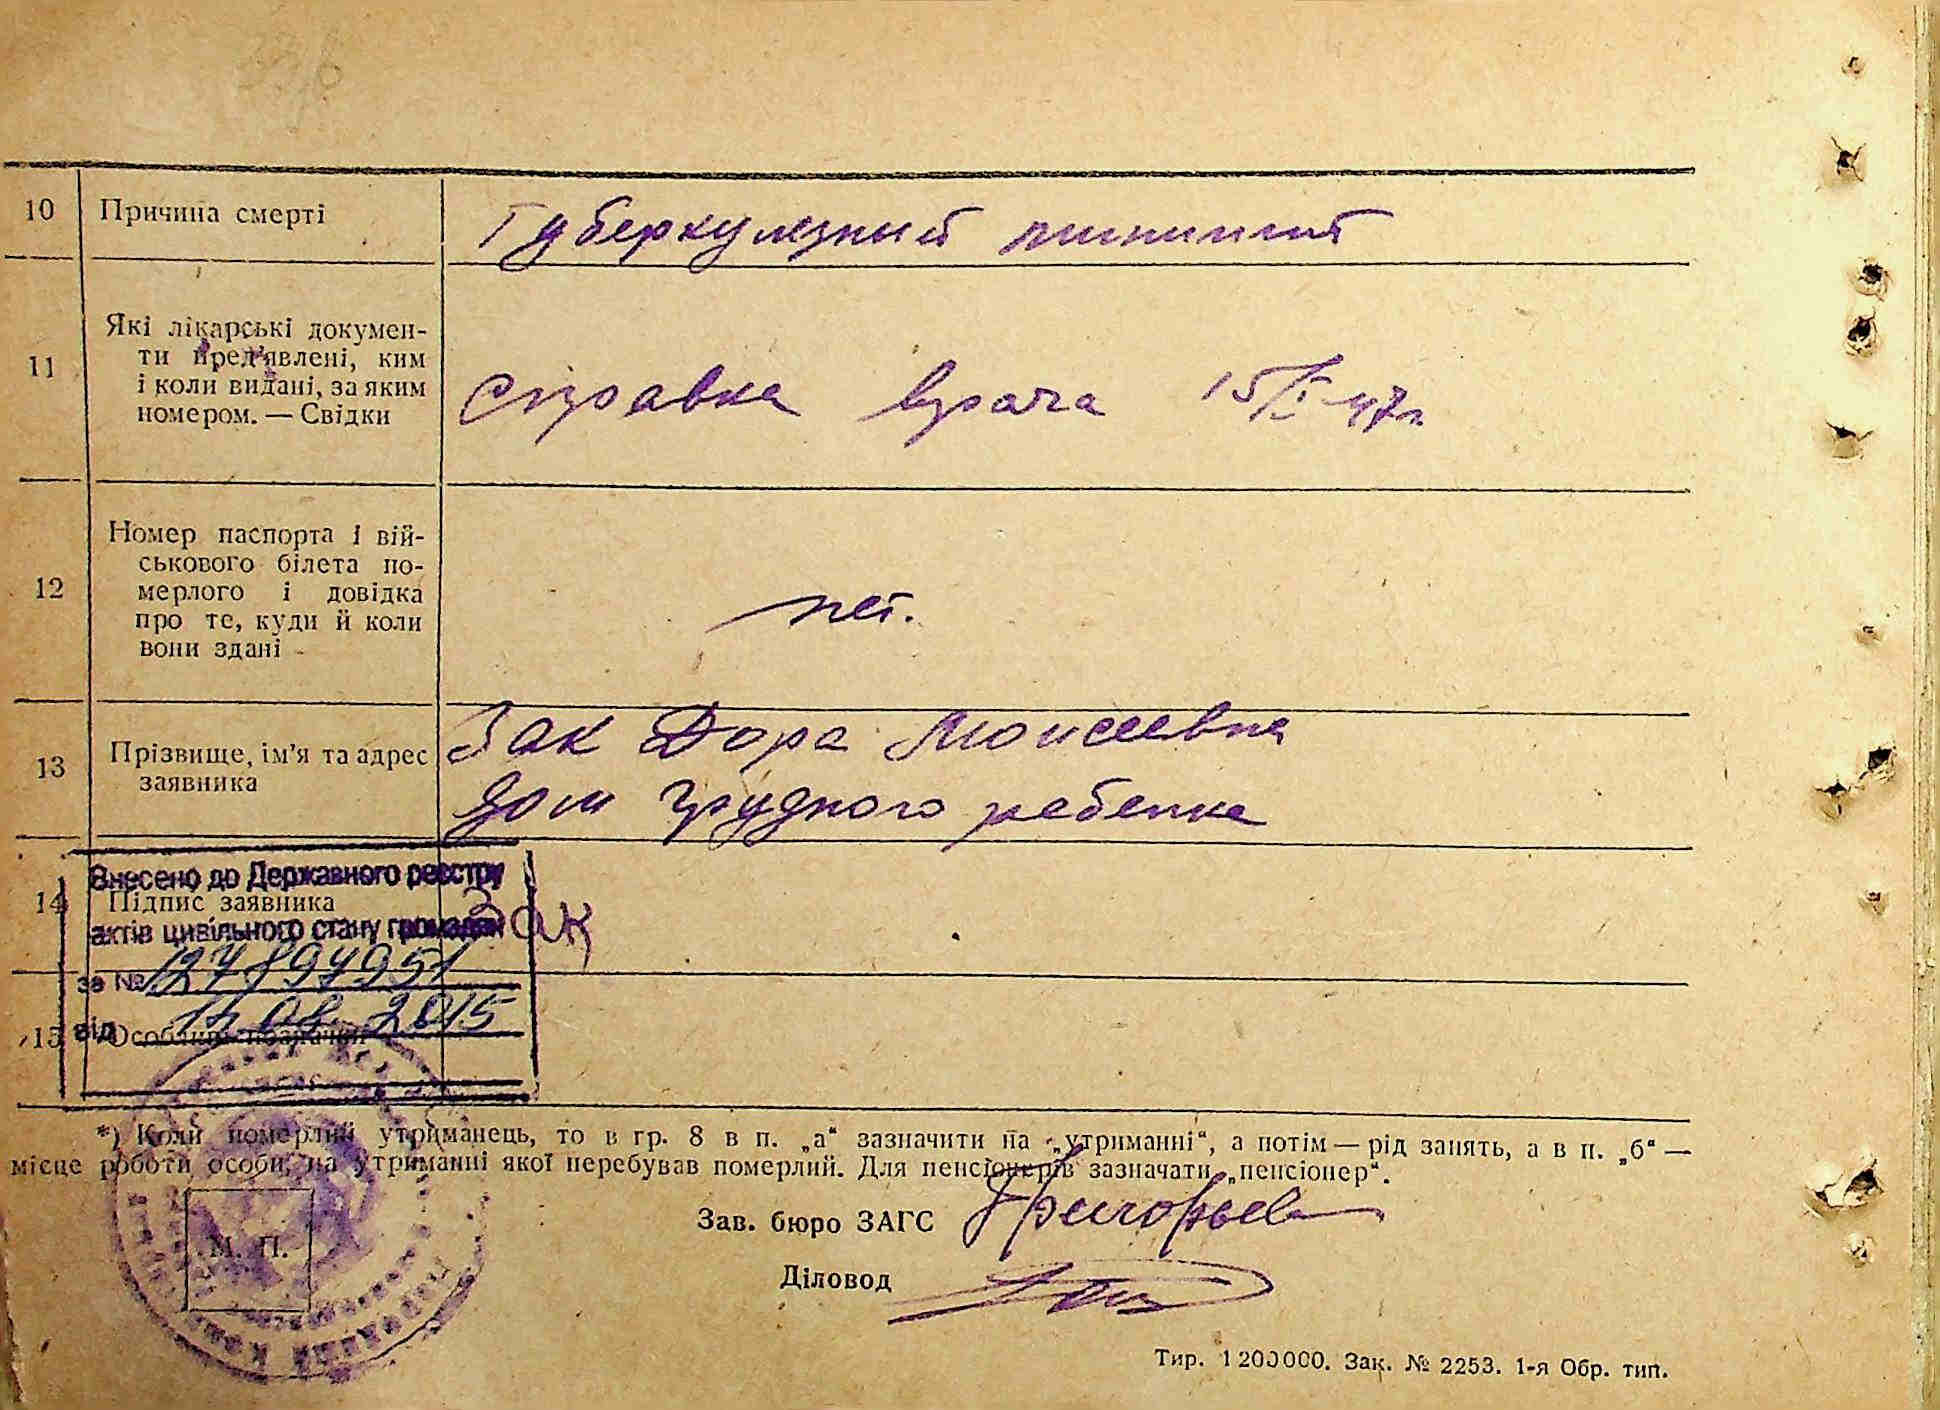 10 Причина смерті Туберкулезный менингит
11 Які лікарські докумен-
ти пред'явлені, ким
і коли видані, за яким
номером. — Свідки
Справка врача 15/I-47г.
12 Номер паспорта і вій-
ськового білета по-
мерлого і довідка
про те, куди й коли
вони здані
нет.
13 Прізвище, ім'я та адрес
заявника
Зак Дора Моисеевна
Дом грудного ребенка
Внесено до Державного реєстру
14 Підпис заявника Зак
актів цивільного стану громадян
за №
від 2015
15 Особливі позначки
*) Коли померлий утриманець, то в гр. 8 в п. „а“ зазначити на „утриманні“, а потім — рід занять, а в п. „б“ —
місце роботи особи, на утриманні якої перебував померлий. Для пенсіонерів зазначати „пенсіонер“.
М. П.
Зав. бюро ЗАГС Григорьев
Діловод
Тир. 1200000. Зак. № 2253. 1-я Обр. тип.